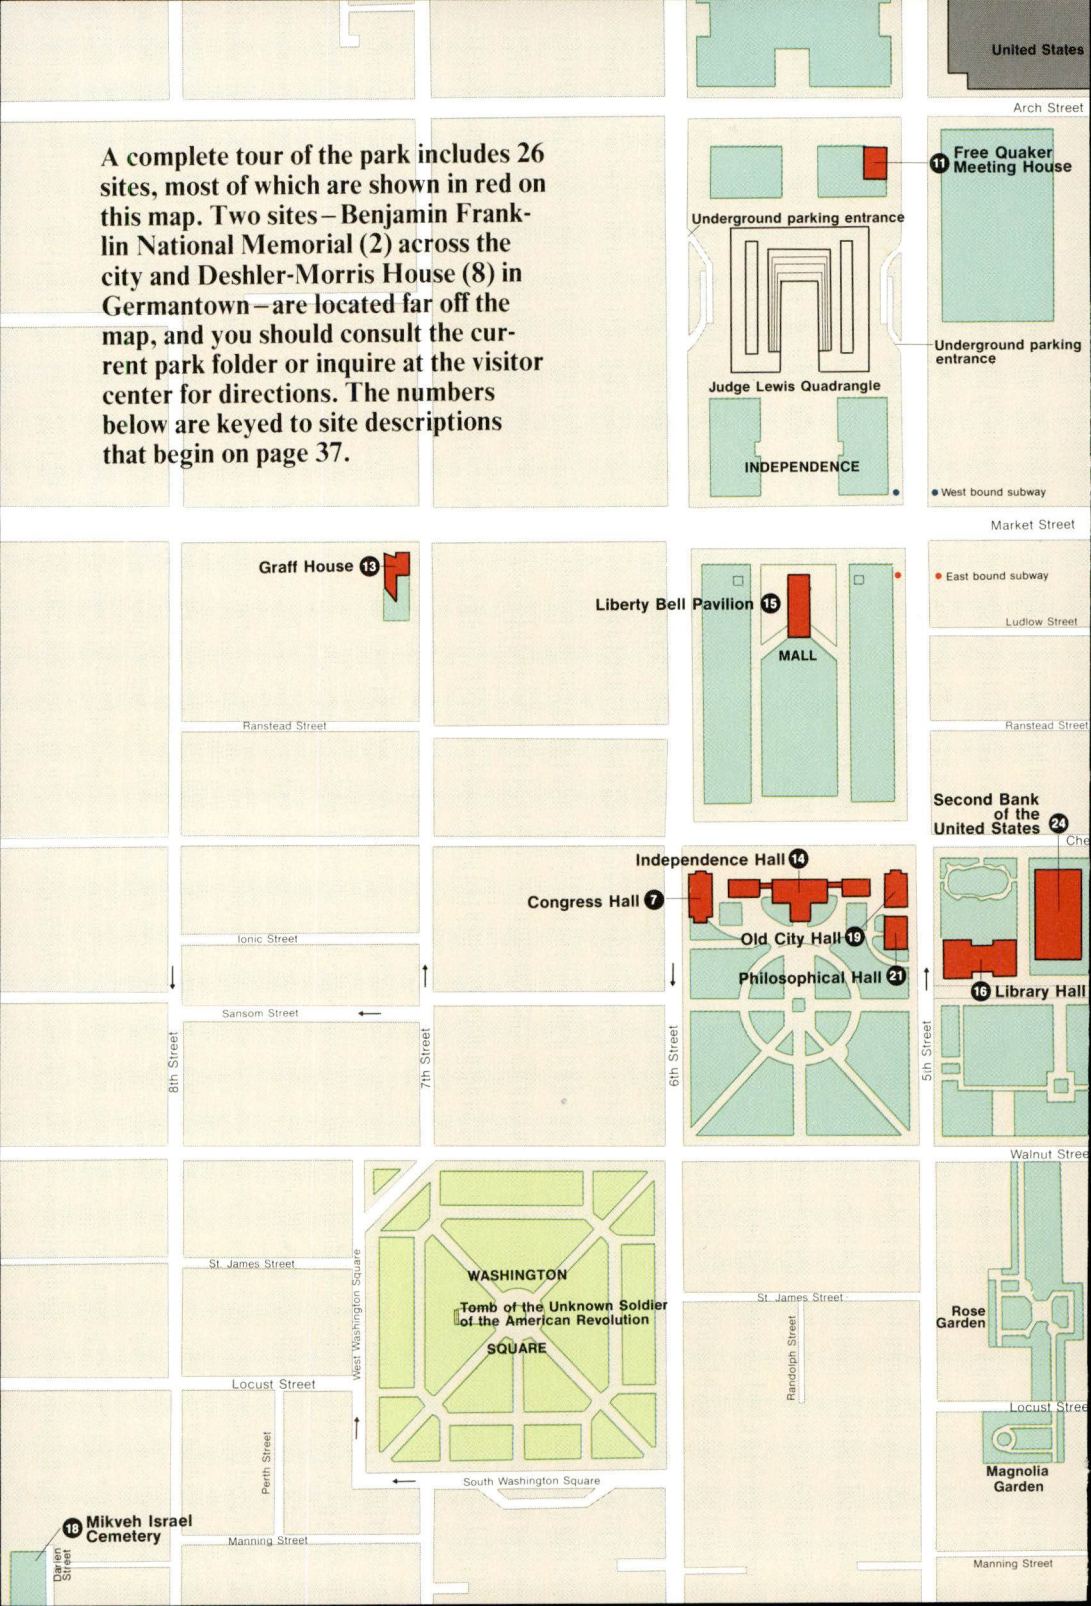 United States
Arch Street
A complete tour of the park includes 26
sites, most of which are shown in red on
this map. Two sites–Benjamin Frank-
lin National Memorial (2) across the
city and Deshler-Morris House (8) in
Germantown–are located far off the
map, and you should consult the cur-
rent park folder or inquire at the visitor
center for directions. The numbers
below are keyed to site descriptions
that begin on page 37.
11 Free Quaker
Meeting House
Underground parking entrance
Underground parking
entrance
Judge Lewis Quadrangle
INDEPENDENCE
West bound subway
Market Street
Graff House 13
East bound subway
Liberty Bell Pavilion 15
Ludlow Street
MALL
Ranstead Street
Ranstead Street
Second Bank
of the
United States 24
Che
Independence Hall 14
Congress Hall 7
Old City Hall 19
Ionic Street
Philosophical Hall 21
16 Library Hall
Sansom Street
8th Street
7th Street
6th Street
5th Street
Walnut Stree
WASHINGTON
Tomb of the Unknown Soldier
of the American Revolution
SQUARE
St. James Street
West Washington Square
St. James Street
Randolph Street
Rose
Garden
Locust Street
Locust Stree
Perth Street
South Washington Square
Magnolia
Garden
18 Mikveh Israel
Cemetery
Darien
Street
Manning Street
Manning Street